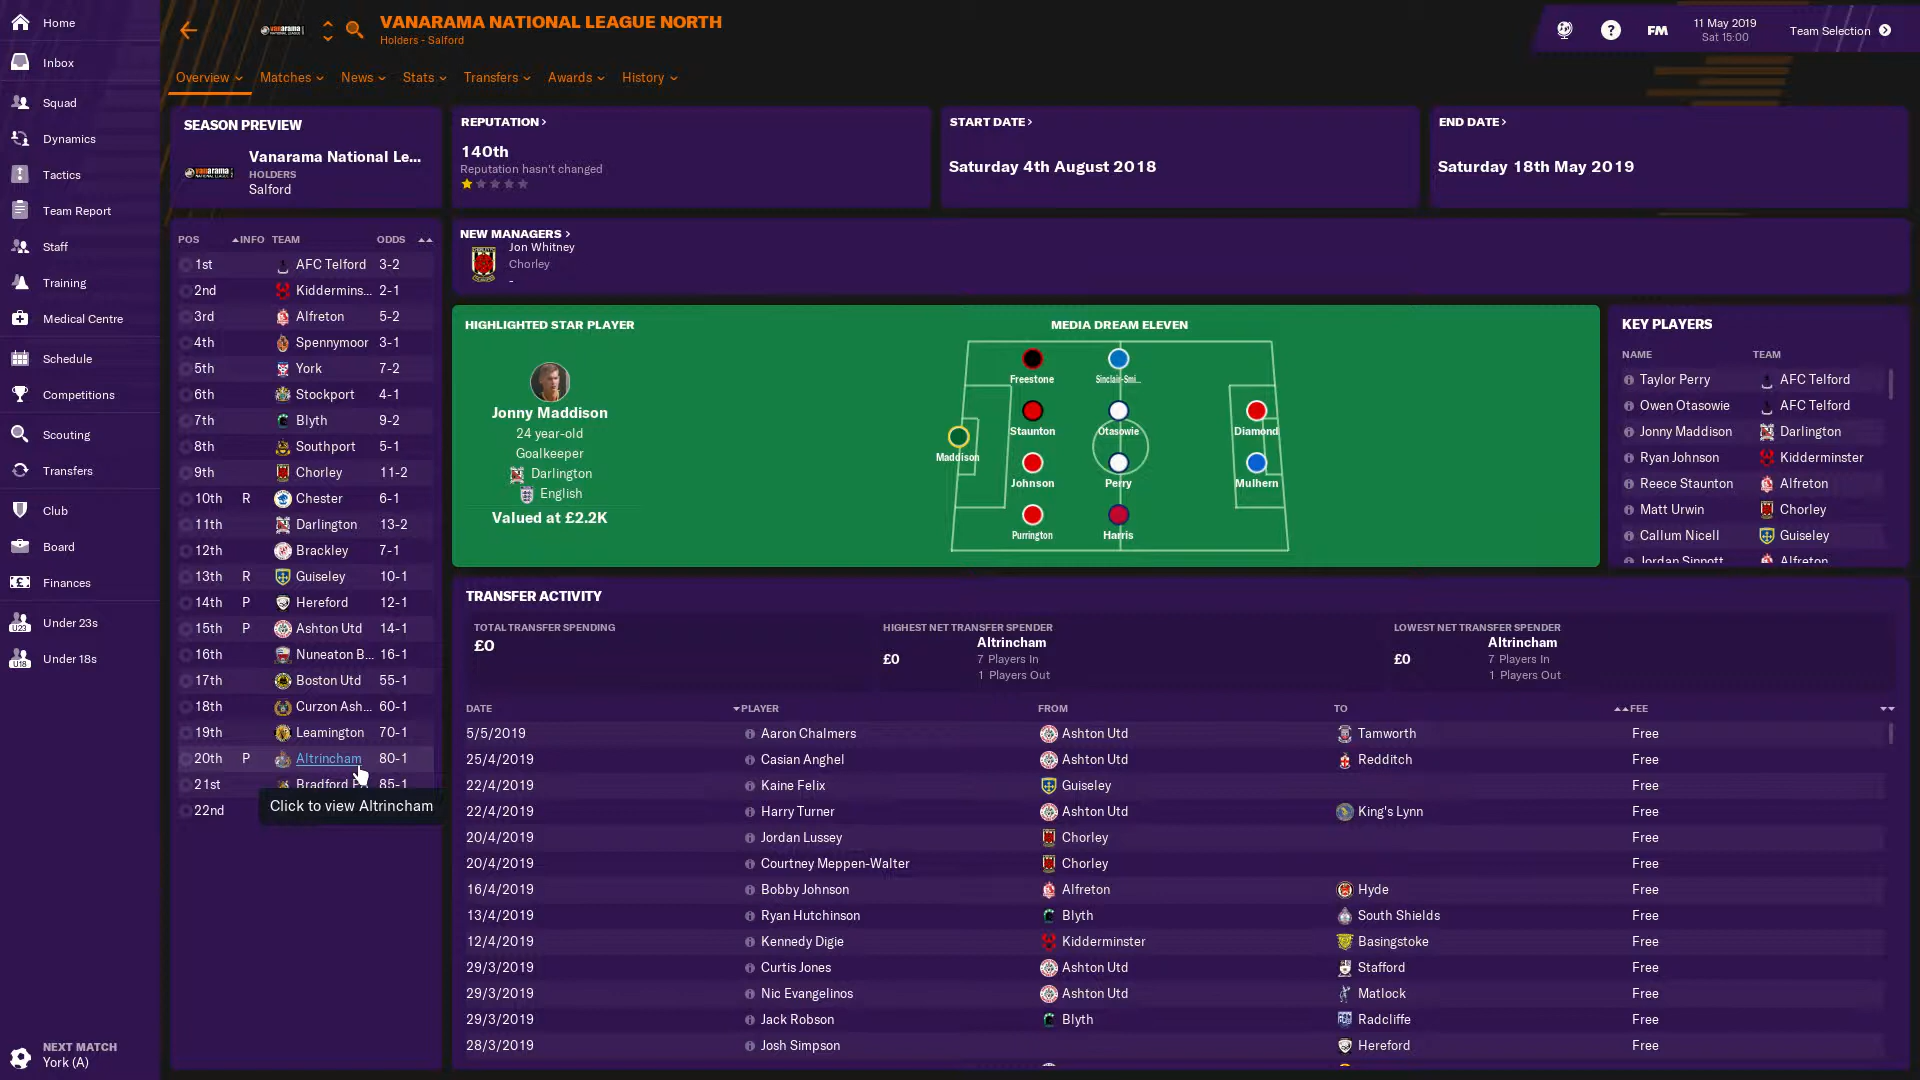 Home
Inbox
Squad
Dynamics
Tactics
Team Report
Staff
Training
Medical Centre
Schedule
Competitions
Scouting
Transfers
Club
Board
Finances
Under 23s
Under 18s
NEXT MATCH
York (A)
VANARAMA NATIONAL LEAGUE NORTH
Holders - Salford
? FM
11 May 2019
Sat 15:00
Team Selection
Overview Matches News Stats Transfers Awards History
SEASON PREVIEW
Vanarama National Le...
HOLDERS
Salford
REPUTATION >
140th
Reputation hasn't changed
START DATE >
Saturday 4th August 2018
END DATE >
Saturday 18th May 2019
POS INFO TEAM ODDS
1st AFC Telford 3-2
2nd Kiddermins... 2-1
3rd Alfreton 5-2
4th Spennymoor 3-1
5th York 7-2
6th Stockport 4-1
7th Blyth 9-2
8th Southport 5-1
9th Chorley 11-2
10th R Chester 6-1
11th Darlington 13-2
12th Brackley 7-1
13th R Guiseley 10-1
14th P Hereford 12-1
15th P Ashton Utd 14-1
16th Nuneaton B... 16-1
17th Boston Utd 55-1
18th Curzon Ash... 60-1
19th Leamington 70-1
20th P Altrincham 80-1
21st Bradford 85-1
22nd
Click to view Altrincham
NEW MANAGERS >
Jon Whitney
Chorley
-
HIGHLIGHTED STAR PLAYER
Jonny Maddison
24 year-old
Goalkeeper
Darlington
English
Valued at £2.2K
MEDIA DREAM ELEVEN
Freestone
Sinclair-Smi...
Staunton
Otasowie
Diamond
Maddison
Johnson
Perry
Mulhern
Purrington
Harris
KEY PLAYERS
NAME TEAM
Taylor Perry AFC Telford
Owen Otasowie AFC Telford
Jonny Maddison Darlington
Ryan Johnson Kidderminster
Reece Staunton Alfreton
Matt Urwin Chorley
Callum Nicell Guiseley
Jordan Sinnott Alfreton
TRANSFER ACTIVITY
TOTAL TRANSFER SPENDING
£0
HIGHEST NET TRANSFER SPENDER
Altrincham
£0
7 Players In
1 Players Out
LOWEST NET TRANSFER SPENDER
Altrincham
£0
7 Players In
1 Players Out
DATE PLAYER FROM TO FEE
5/5/2019 Aaron Chalmers Ashton Utd Tamworth Free
25/4/2019 Casian Anghel Ashton Utd Redditch Free
22/4/2019 Kaine Felix Guiseley Free
22/4/2019 Harry Turner Ashton Utd King's Lynn Free
20/4/2019 Jordan Lussey Chorley Free
20/4/2019 Courtney Meppen-Walter Chorley Free
16/4/2019 Bobby Johnson Alfreton Hyde Free
13/4/2019 Ryan Hutchinson Blyth South Shields Free
12/4/2019 Kennedy Digie Kidderminster Basingstoke Free
29/3/2019 Curtis Jones Ashton Utd Stafford Free
29/3/2019 Nic Evangelinos Ashton Utd Matlock Free
29/3/2019 Jack Robson Blyth Radcliffe Free
28/3/2019 Josh Simpson Hereford Free